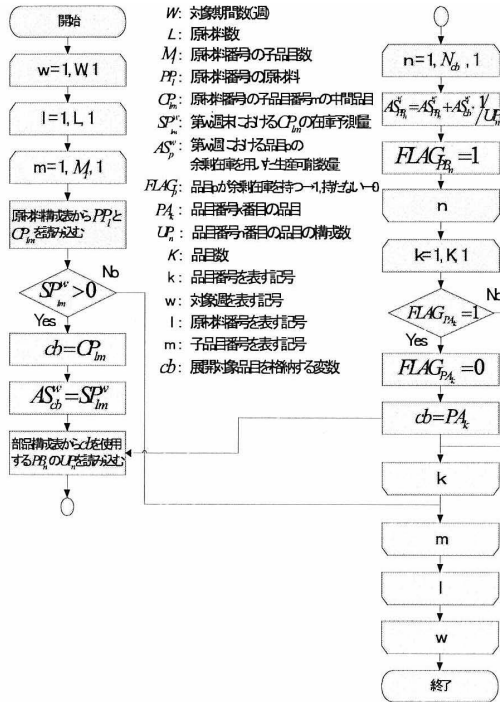 開始
w=1, W, 1
l=1, L, 1
m=1, M_l, 1
原材料構成表からPP_lと
CP_lmを読み込む
SP^w_lm>0
No
Yes
cb=CP_lm
AS^w_cb=SP^w_lm
部品構成表からcbを使用
するPB_nのUP_nを読み込む
W: 対象期間数(週)
L: 原材料数
M_l: 原材料番号lの子品目数
PP_l: 原材料番号lの原材料
CP_lm: 原材料番号lの子品目番号mの中間品目
SP^w_lm: 第w週末におけるCP_lmの在庫予測量
AS^w_p: 第w週における品目pの
余剰在庫を用いた生産可能数量
FLAG_p: 品目pが余剰在庫を持つ→1,持たない→0
PA_k: 品目番号k番目の品目
UP_n: 品目番号n番目の品目の構成数
K: 品目数
k: 品目番号を表す記号
w: 対象週を表す記号
l: 原材料番号を表す記号
m: 子品目番号を表す記号
cb: 展開対象品目を格納する変数
n=1, N_cb, 1
AS^w_PB_n=AS^w_PB_n+AS^w_cb·1/UP_n
FLAG_PB_n=1
n
k=1, K, 1
FLAG_PA_k=1
No
Yes
FLAG_PA_k=0
cb=PA_k
k
m
l
w
終了